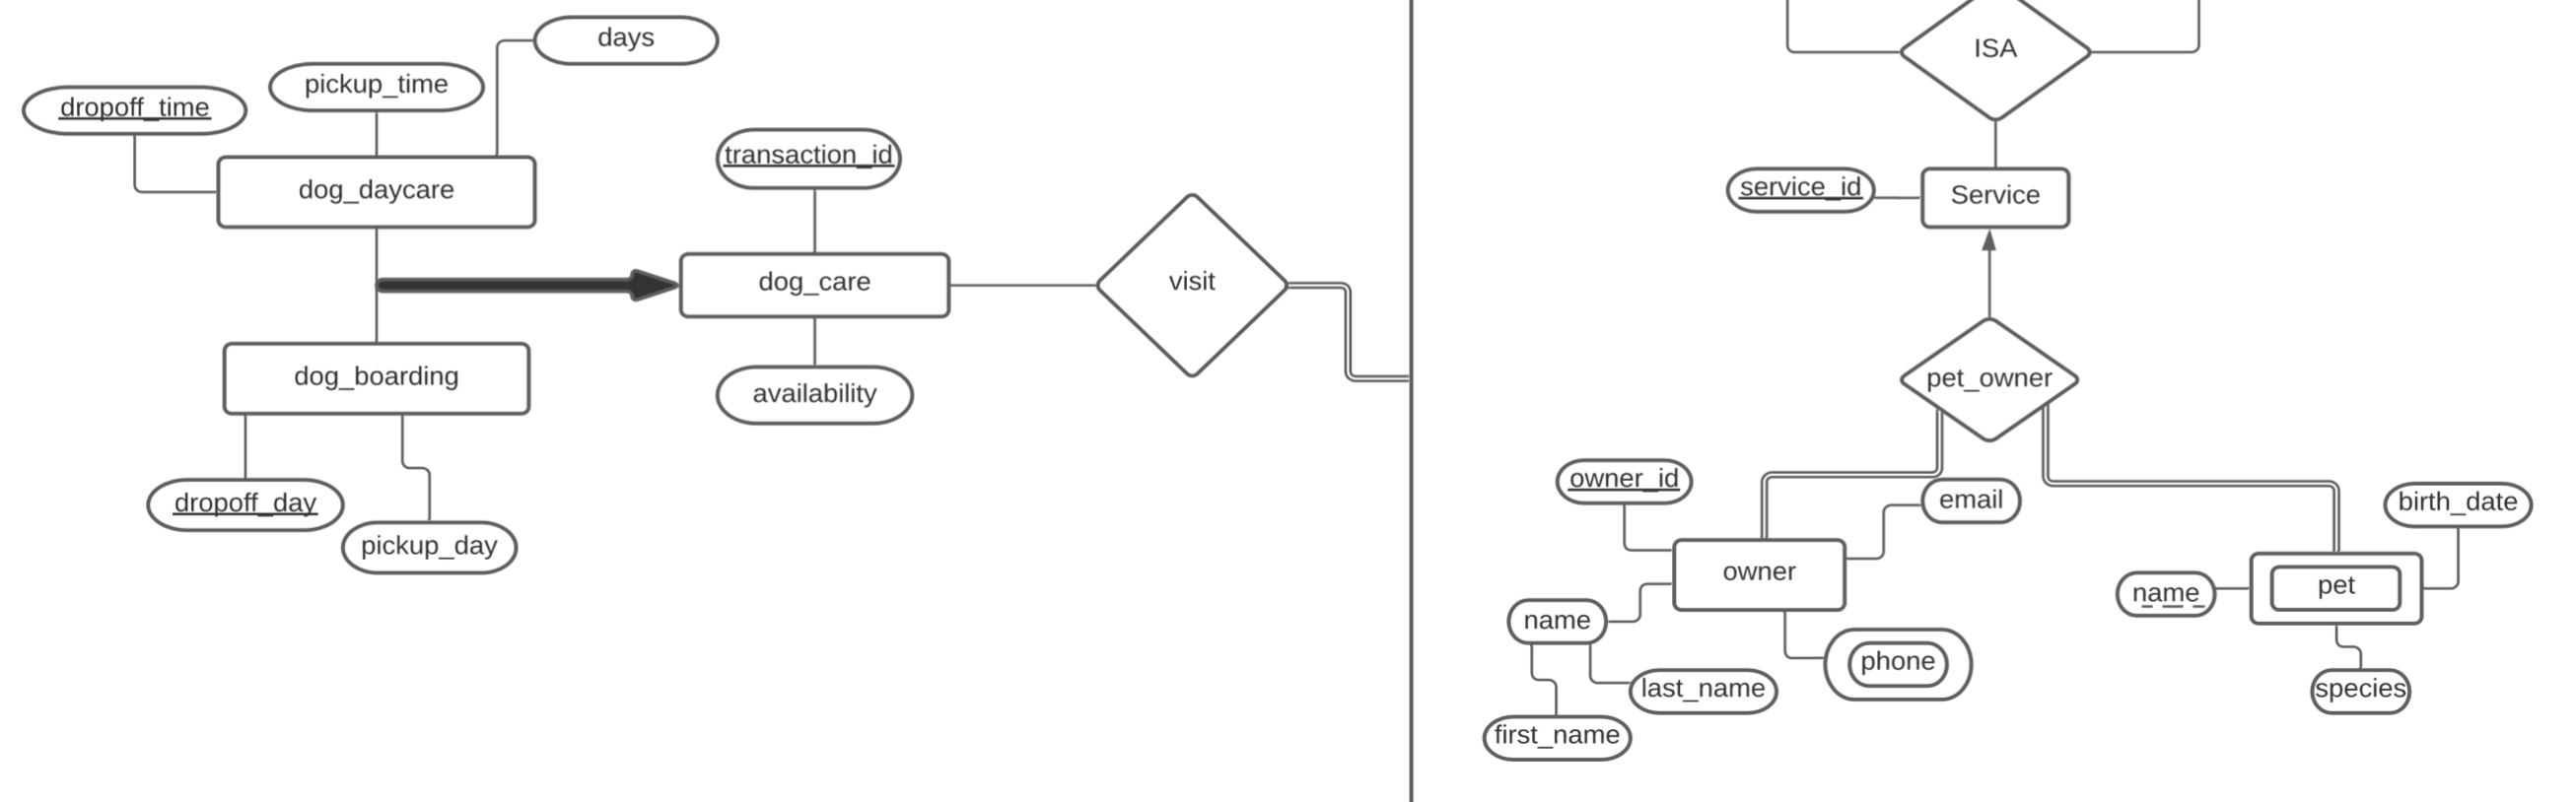 days
pickup_time
dropoff_time
dog_daycare
transaction_id
dog_care
visit
availability
dog_boarding
dropoff_day
pickup_day
ISA
service_id
Service
pet_owner
owner_id
email
birth_date
owner
pet
name
name
phone
last_name
species
first_name